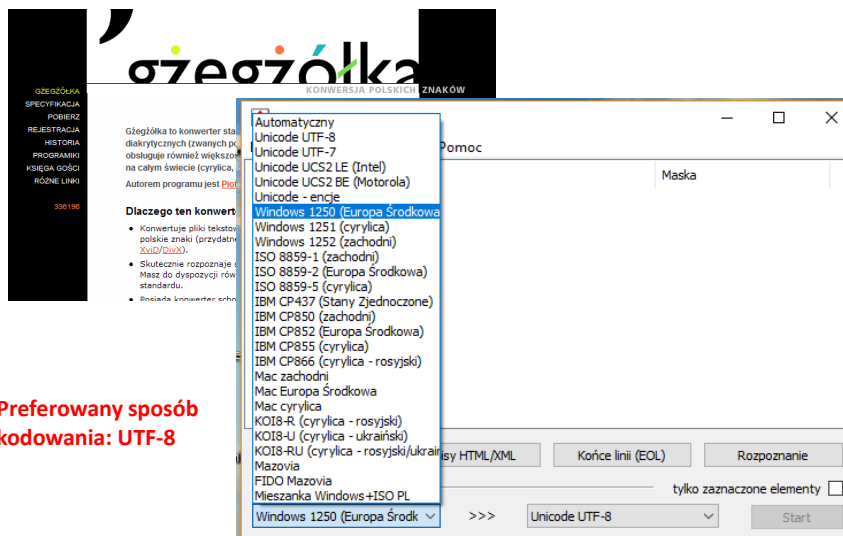 gżegżółka
KONWERSJA POLSKICH ZNAKÓW
GŻEGŻÓŁKA
SPECYFIKACJA
POBIERZ
REJESTRACJA
HISTORIA
PROGRAMIKI
KSIĘGA GOŚCI
RÓŻNE LINKI
336196
Gżegżółka to konwerter sta
diakrytycznych (zwanych po
obsługuje również większoś
na całym świecie (cyrylica,
Autorem programu jest Piot
Dlaczego ten konwert
• Konwertuje pliki tekstow
polskie znaki (przydatne
XviD/DivX).
• Skutecznie rozpoznaje s
Masz do dyspozycji rów
standardu.
• Posiada konwerter scho
Preferowany sposób
kodowania: UTF-8
Pomoc
Maska
Automatyczny
Unicode UTF-8
Unicode UTF-7
Unicode UCS2 LE (Intel)
Unicode UCS2 BE (Motorola)
Unicode - encje
Windows 1250 (Europa Środkowa
Windows 1251 (cyrylica)
Windows 1252 (zachodni)
ISO 8859-1 (zachodni)
ISO 8859-2 (Europa Środkowa)
ISO 8859-5 (cyrylica)
IBM CP437 (Stany Zjednoczone)
IBM CP850 (zachodni)
IBM CP852 (Europa Środkowa)
IBM CP855 (cyrylica)
IBM CP866 (cyrylica - rosyjski)
Mac zachodni
Mac Europa Środkowa
Mac cyrylica
KOI8-R (cyrylica - rosyjski)
KOI8-U (cyrylica - ukraiński)
KOI8-RU (cyrylica - rosyjski/ukrair
Mazovia
FIDO Mazovia
Mieszanka Windows+ISO PL
isy HTML/XML Końce linii (EOL) Rozpoznanie
tylko zaznaczone elementy
Windows 1250 (Europa Środk >>> Unicode UTF-8 Start